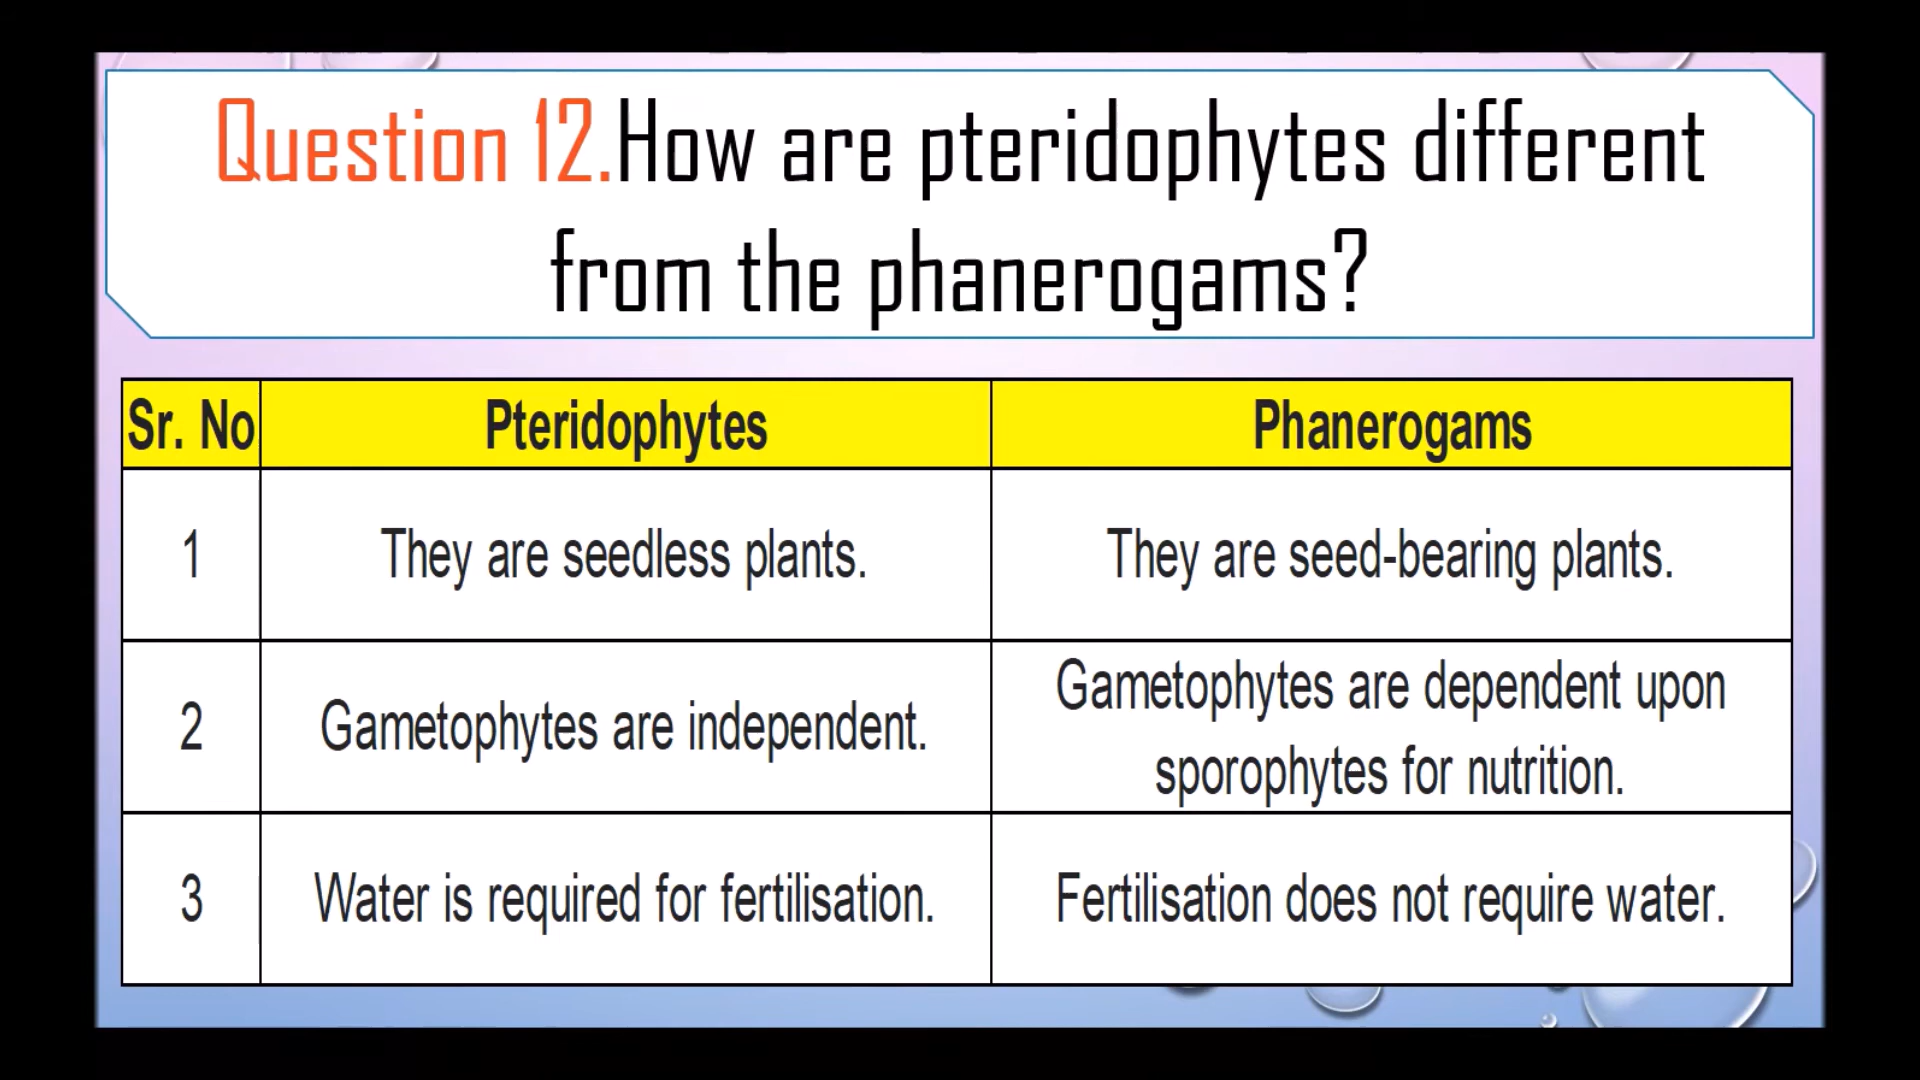 Question 12.How are pteridophytes different
from the phanerogams?
Sr. No Pteridophytes Phanerogams
1 They are seedless plants. They are seed-bearing plants.
2 Gametophytes are independent. Gametophytes are dependent upon
sporophytes for nutrition.
3 Water is required for fertilisation. Fertilisation does not require water.